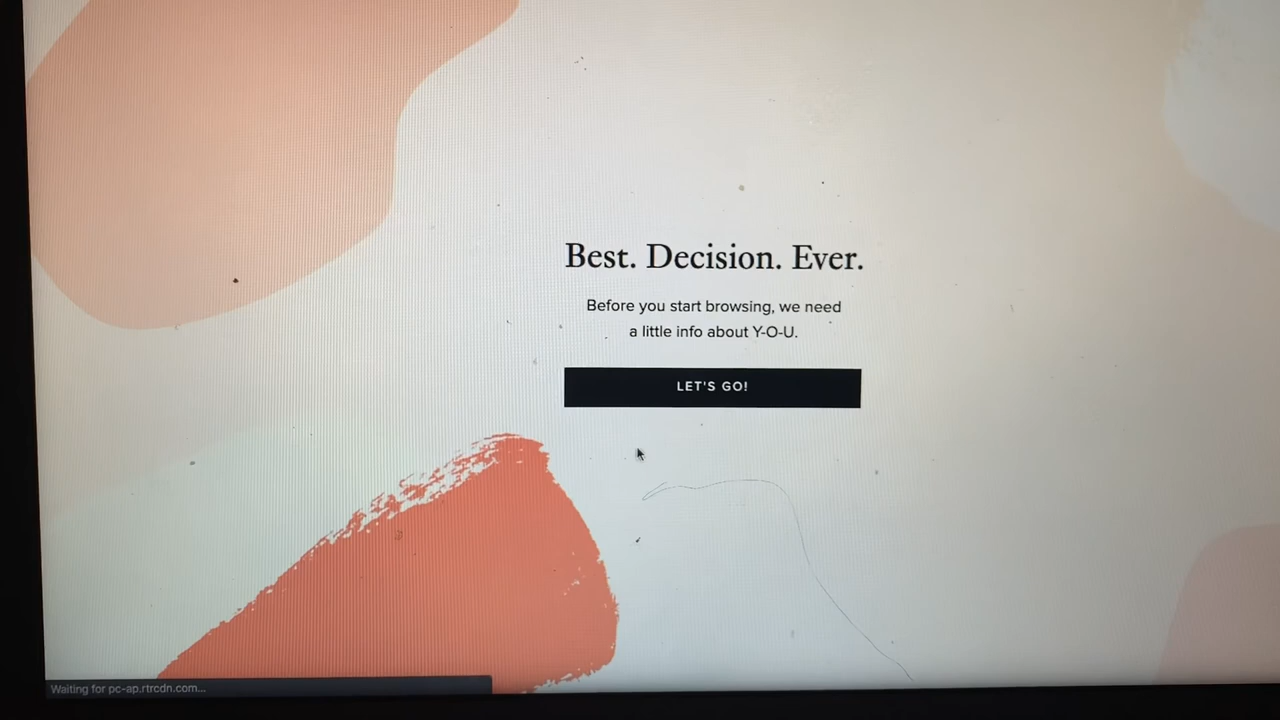 Best. Decision. Ever.
Before you start browsing, we need
a little info about Y-O-U.
LET'S GO!
Waiting for pc-ap.rtrcdn.com...